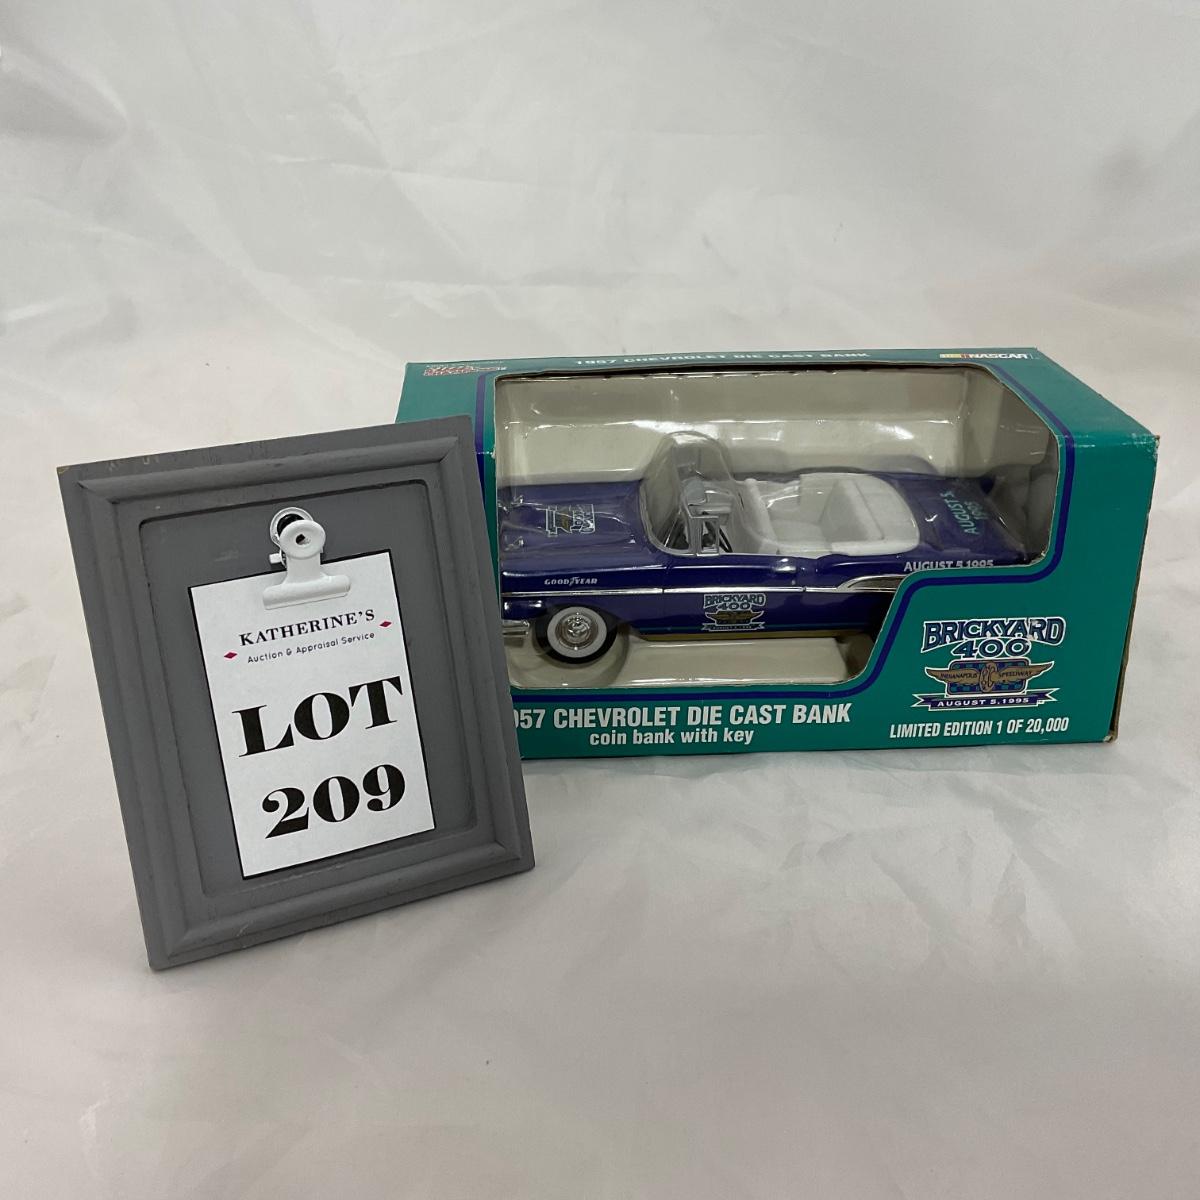 KATHERINE'S
Auction & Appraisal Service
LOT
209
1957 CHEVROLET DIE CAST BANK
NASCAR
GOODYEAR
BRICKYARD
400
AUGUST 5,
1995
AUGUST 5, 1995
BRICKYARD
400
INDIANAPOLIS SPEEDWAY
AUGUST 5, 1995
957 CHEVROLET DIE CAST BANK
coin bank with key
LIMITED EDITION 1 OF 20,000